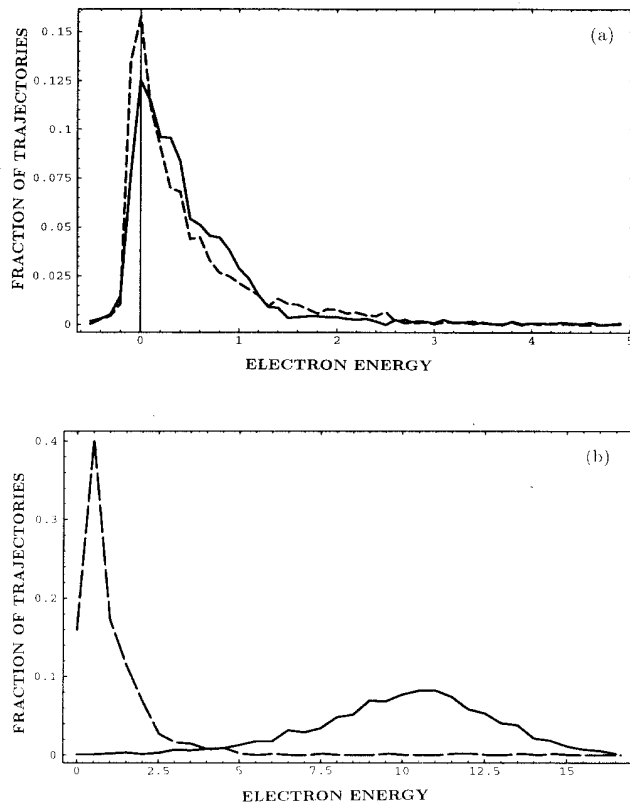 (a)
FRACTION OF TRAJECTORIES
0.15
0.125
0.1
0.075
0.05
0.025
0
0 1 2 3 4 5
ELECTRON ENERGY
(b)
FRACTION OF TRAJECTORIES
0.4
0.3
0.2
0.1
0
0 2.5 5 7.5 10 12.5 15
ELECTRON ENERGY